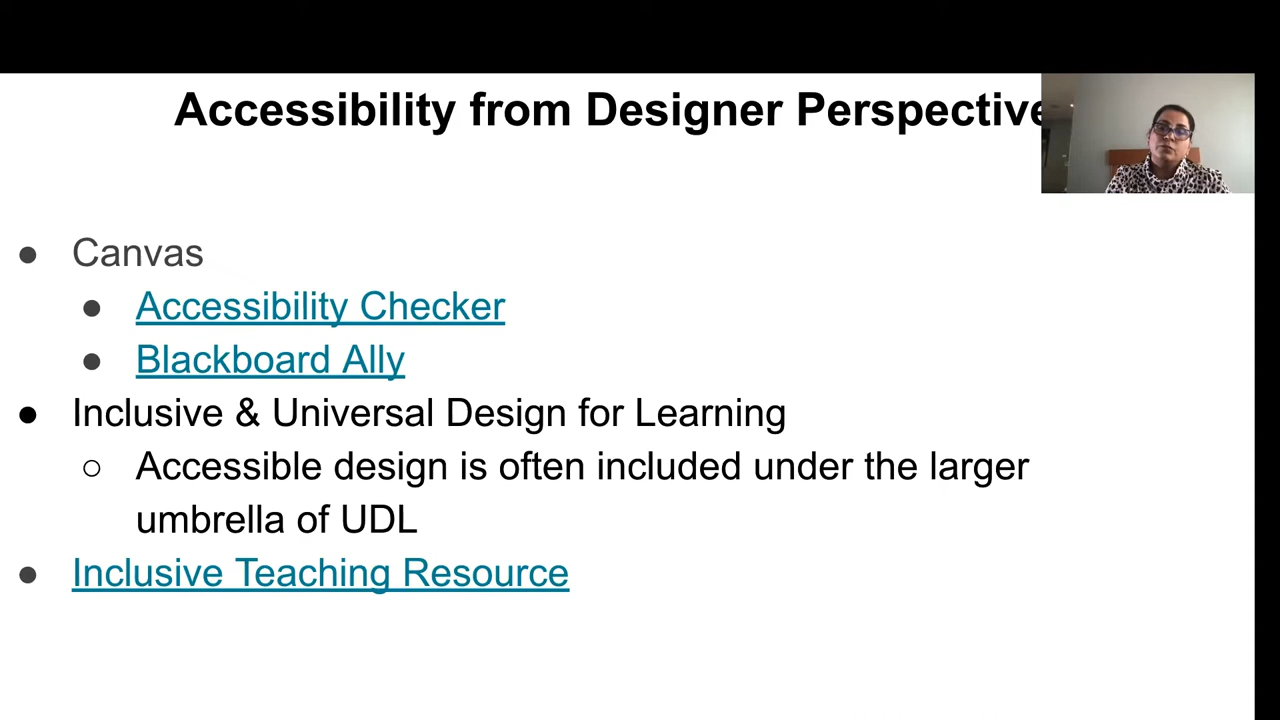 Accessibility from Designer Perspective
● Canvas
● Accessibility Checker
● Blackboard Ally
● Inclusive & Universal Design for Learning
○ Accessible design is often included under the larger
umbrella of UDL
● Inclusive Teaching Resource